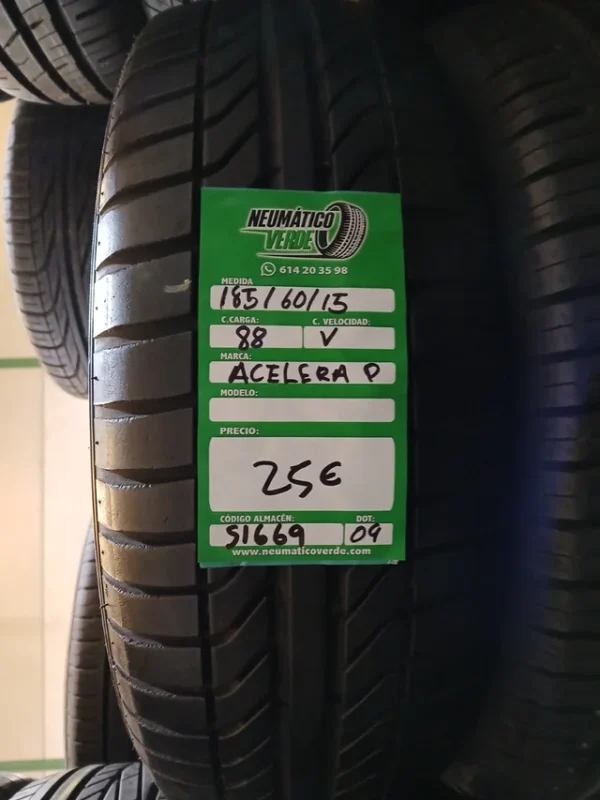 NEUMÁTICO
VERDE
614 20 35 98
MEDIDA
185/60/15
C.CARGA: C. VELOCIDAD:
88 V
MARCA:
ACELERA P
MODELO:
PRECIO:
25€
CÓDIGO ALMACÉN: DOT:
S1669 09
www.neumaticoverde.com